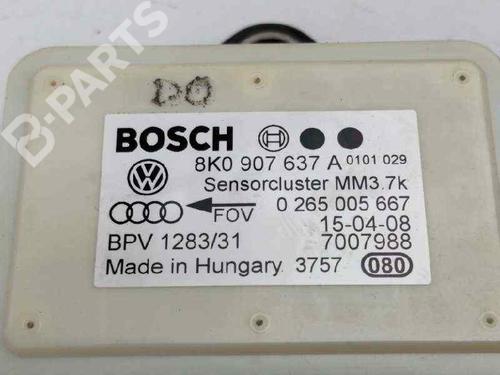 B-PARTS
DO
BOSCH
8K0 907 637 A 0101 029
Sensorcluster MM3.7k
FOV 0 265 005 667
15-04-08
BPV 1283/31 7007988
Made in Hungary. 3757 080